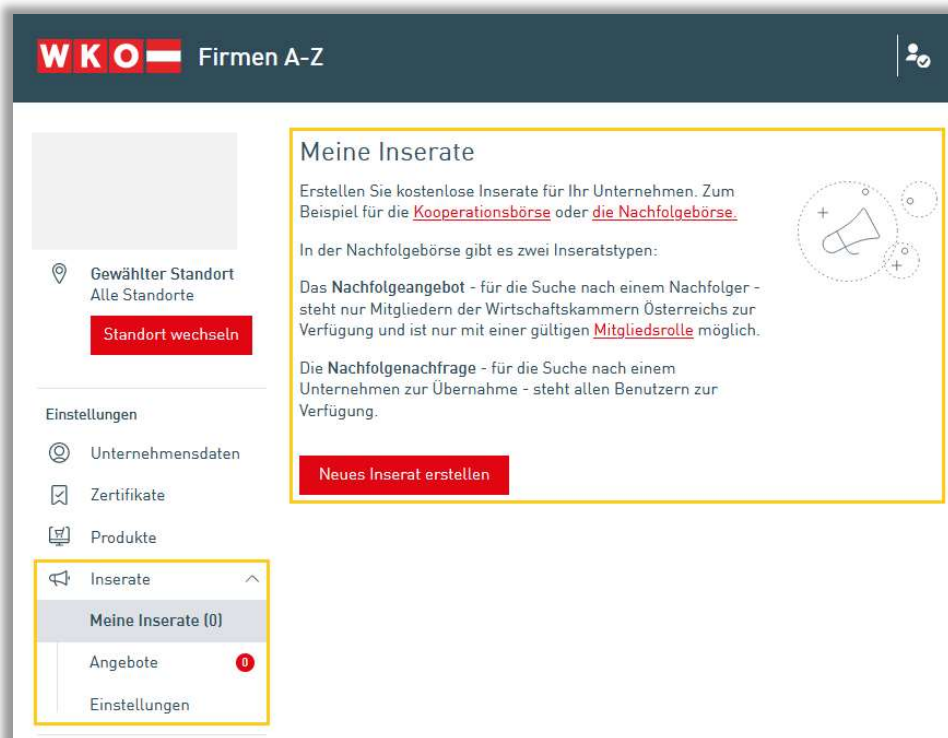 WKO Firmen A-Z
Gewählter Standort
Alle Standorte
Standort wechseln
Einstellungen
Unternehmensdaten
Zertifikate
Produkte
Inserate
Meine Inserate (0)
Angebote 0
Einstellungen
Meine Inserate
Erstellen Sie kostenlose Inserate für Ihr Unternehmen. Zum
Beispiel für die Kooperationsbörse oder die Nachfolgebörse.
In der Nachfolgebörse gibt es zwei Inseratstypen:
Das Nachfolgeangebot - für die Suche nach einem Nachfolger -
steht nur Mitgliedern der Wirtschaftskammern Österreichs zur
Verfügung und ist nur mit einer gültigen Mitgliedsrolle möglich.
Die Nachfolgenachfrage - für die Suche nach einem
Unternehmen zur Übernahme - steht allen Benutzern zur
Verfügung.
Neues Inserat erstellen